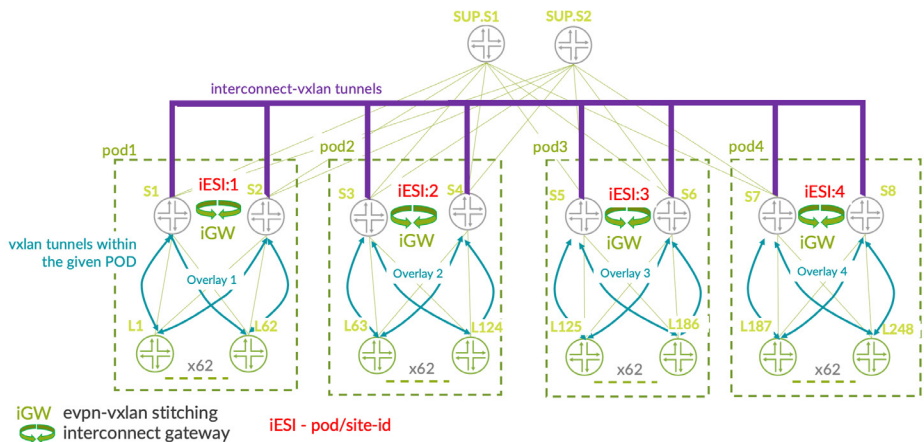 SUP.S1 SUP.S2
interconnect-vxlan tunnels
pod1 pod2 pod3 pod4
S1 iESI:1 S2 S3 iESI:2 S4 S5 iESI:3 S6 S7 iESI:4 S8
iGW iGW iGW iGW
vxlan tunnels within
the given POD
Overlay 1 Overlay 2 Overlay 3 Overlay 4
L1 L62 L63 L124 L125 L186 L187 L248
x62 x62 x62 x62
iGW evpn-vxlan stitching
interconnect gateway
iESI - pod/site-id